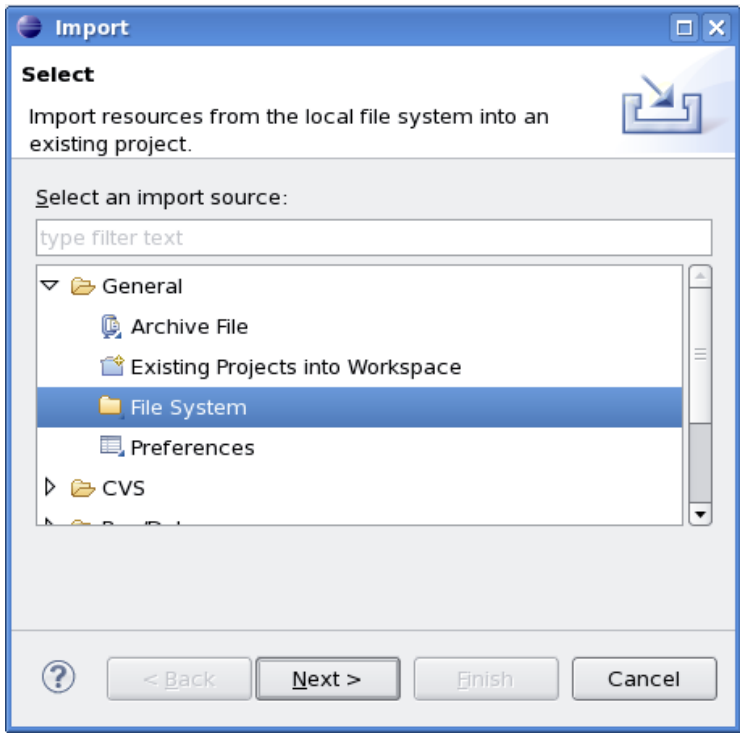 Import
Select
Import resources from the local file system into an
existing project.
Select an import source:
type filter text
General
Archive File
Existing Projects into Workspace
File System
Preferences
CVS
< Back
Next >
Finish
Cancel